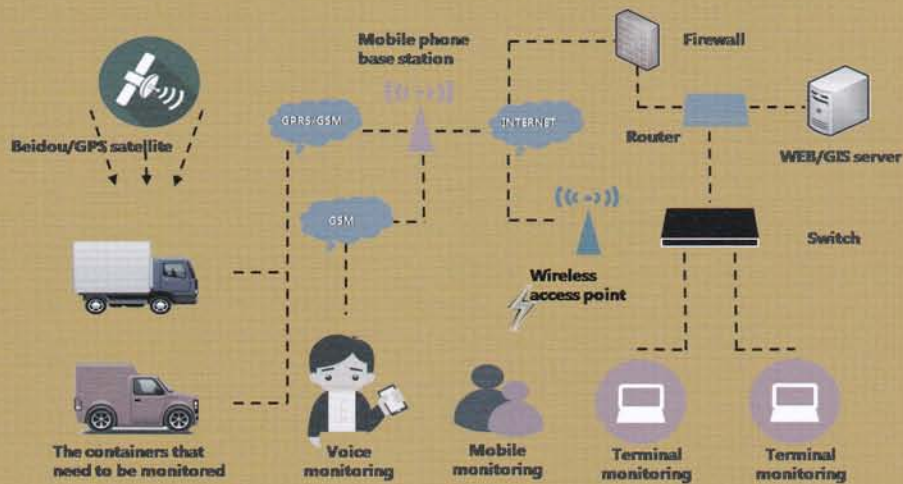 Mobile phone
base station
Firewall
GPRS/GSM
INTERNET
Beidou/GPS satellite
Router
WEB/GIS server
GSM
Switch
Wireless
access point
The containers that
need to be monitored
Voice
monitoring
Mobile
monitoring
Terminal
monitoring
Terminal
monitoring